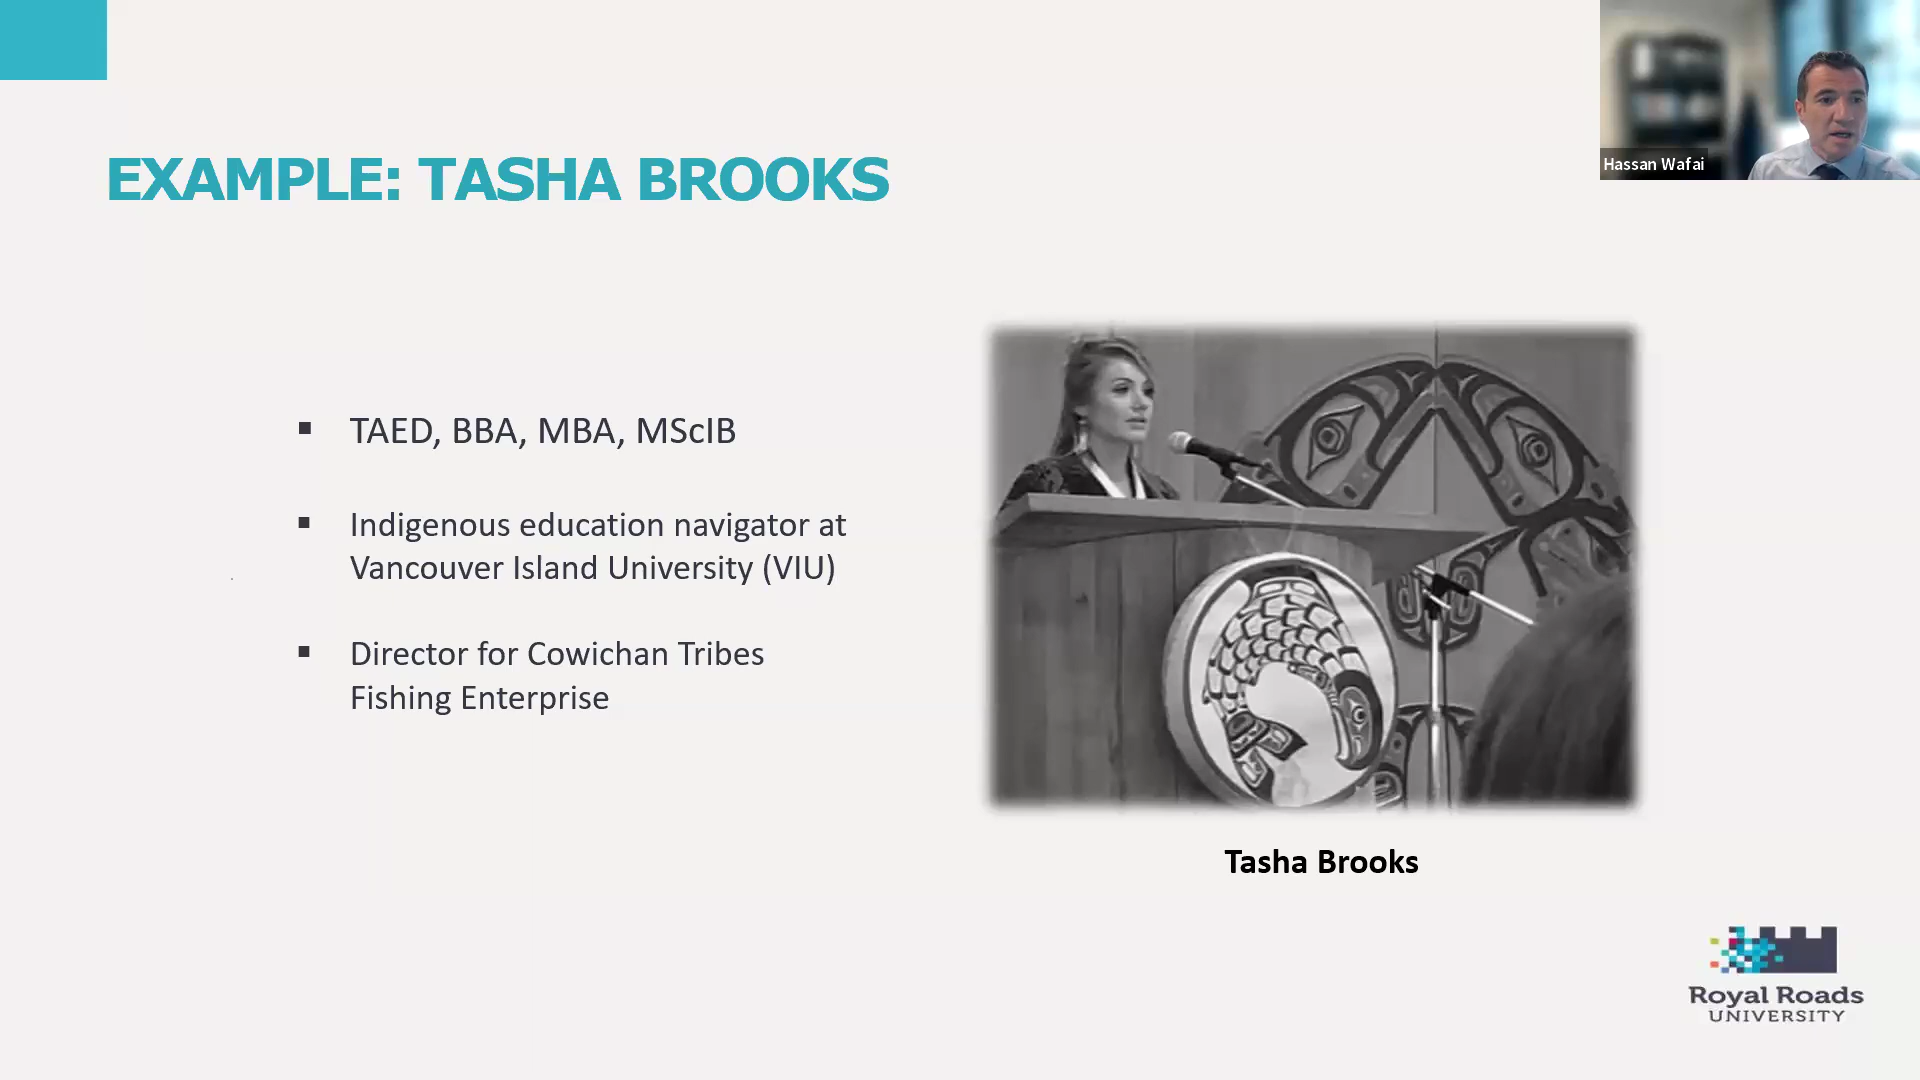 Hassan Wafai
EXAMPLE: TASHA BROOKS
▪ TAED, BBA, MBA, MScIB
▪ Indigenous education navigator at
Vancouver Island University (VIU)
▪ Director for Cowichan Tribes
Fishing Enterprise
Tasha Brooks
Royal Roads
UNIVERSITY